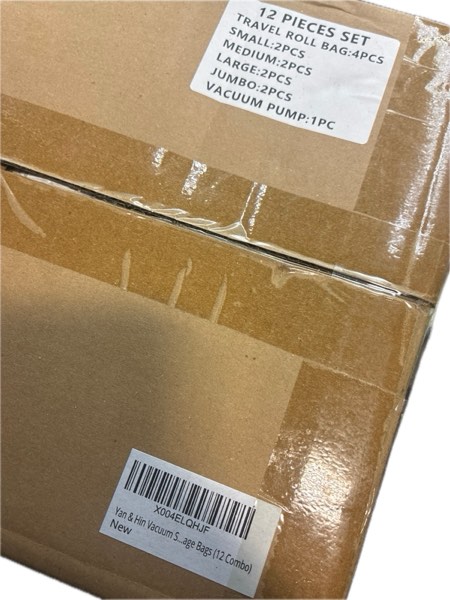 12 PIECES SET
TRAVEL ROLL BAG:4PCS
SMALL:2PCS
MEDIUM:2PCS
LARGE:2PCS
JUMBO:2PCS
VACUUM PUMP:1PC
X004ELQHJF
Yan & Hin Vacuum S...age Bags (12 Combo)
New